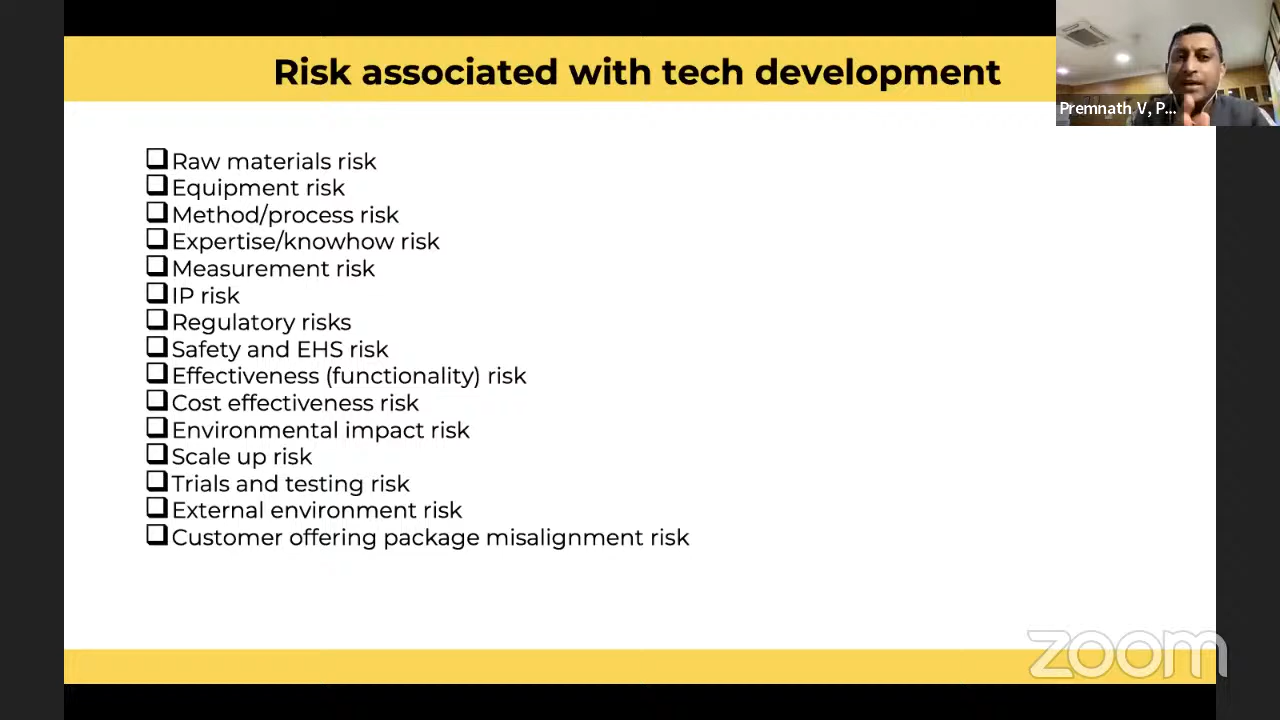 Risk associated with tech development
Premnath V, P...
Raw materials risk
Equipment risk
Method/process risk
Expertise/knowhow risk
Measurement risk
IP risk
Regulatory risks
Safety and EHS risk
Effectiveness (functionality) risk
Cost effectiveness risk
Environmental impact risk
Scale up risk
Trials and testing risk
External environment risk
Customer offering package misalignment risk
zoom